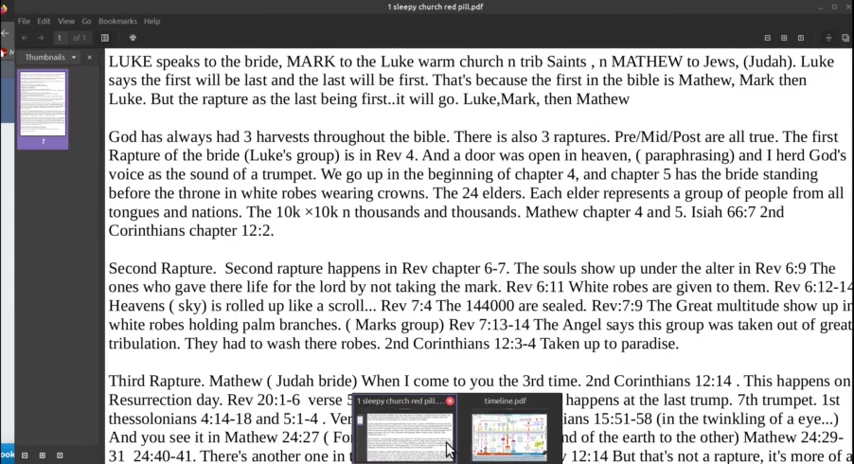 1 sleepy church red pill.pdf
File Edit View Go Bookmarks Help
1 of 1
Thumbnails
1
LUKE speaks to the bride, MARK to the Luke warm church n trib Saints , n MATHEW to Jews, (Judah). Luke
says the first will be last and the last will be first. That's because the first in the bible is Mathew, Mark then
Luke. But the rapture as the last being first..it will go. Luke,Mark, then Mathew
God has always had 3 harvests throughout the bible. There is also 3 raptures. Pre/Mid/Post are all true. The first
Rapture of the bride (Luke's group) is in Rev 4. And a door was open in heaven, ( paraphrasing) and I herd God's
voice as the sound of a trumpet. We go up in the beginning of chapter 4, and chapter 5 has the bride standing
before the throne in white robes wearing crowns. The 24 elders. Each elder represents a group of people from all
tongues and nations. The 10k ×10k n thousands and thousands. Mathew chapter 4 and 5. Isiah 66:7 2nd
Corinthians chapter 12:2.
Second Rapture. Second rapture happens in Rev chapter 6-7. The souls show up under the alter in Rev 6:9 The
ones who gave there life for the lord by not taking the mark. Rev 6:11 White robes are given to them. Rev 6:12-14
Heavens ( sky) is rolled up like a scroll... Rev 7:4 The 144000 are sealed. Rev:7:9 The Great multitude show up in
white robes holding palm branches. ( Marks group) Rev 7:13-14 The Angel says this group was taken out of great
tribulation. They had to wash there robes. 2nd Corinthians 12:3-4 Taken up to paradise.
Third Rapture. Mathew ( Judah bride) When I come to you the 3rd time. 2nd Corinthians 12:14 . This happens on
Resurrection day. Rev 20:1-6 verse happens at the last trump. 7th trumpet. 1st
1 sleepy church red pill.... timeline.pdf
thessolonians 4:14-18 and 5:1-4 . ians 15:51-58 (in the twinkling of a eye...)
And you see it in Mathew 24:27 ( nd of the earth to the other) Mathew 24:29-
31 24:40-41. There's another one in 12:14 But that's not a rapture, it's more of a